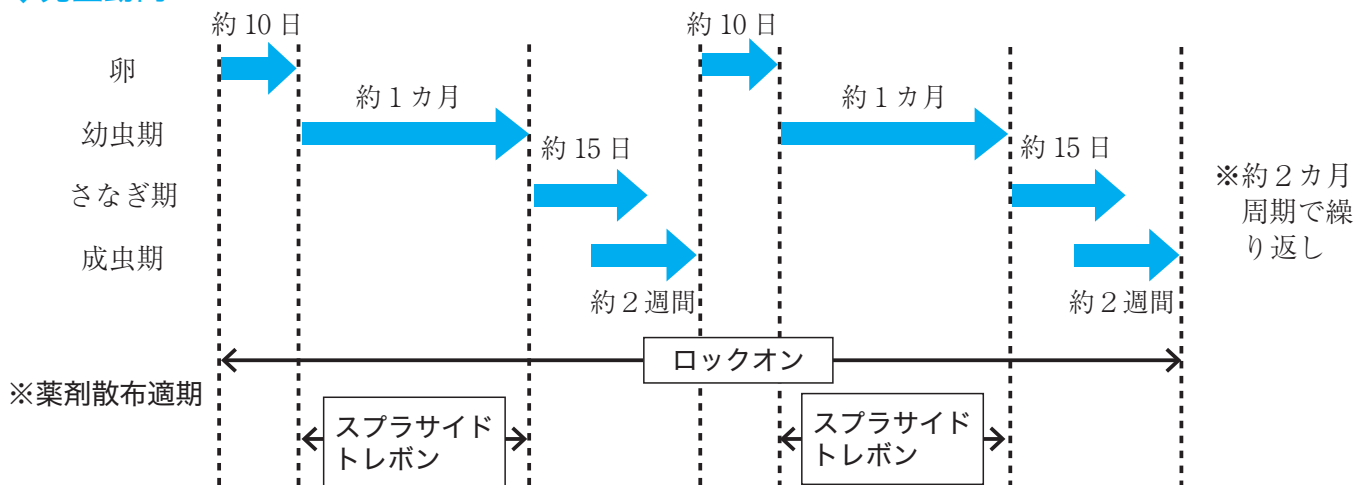 約 10 日
約 10 日
卵
約１カ月
約１カ月
幼虫期
約 15 日
約 15 日
さなぎ期
※約２カ月
周期で繰
り返し
成虫期
約２週間
約２週間
ロックオン
※薬剤散布適期
スプラサイド
トレボン
スプラサイド
トレボン